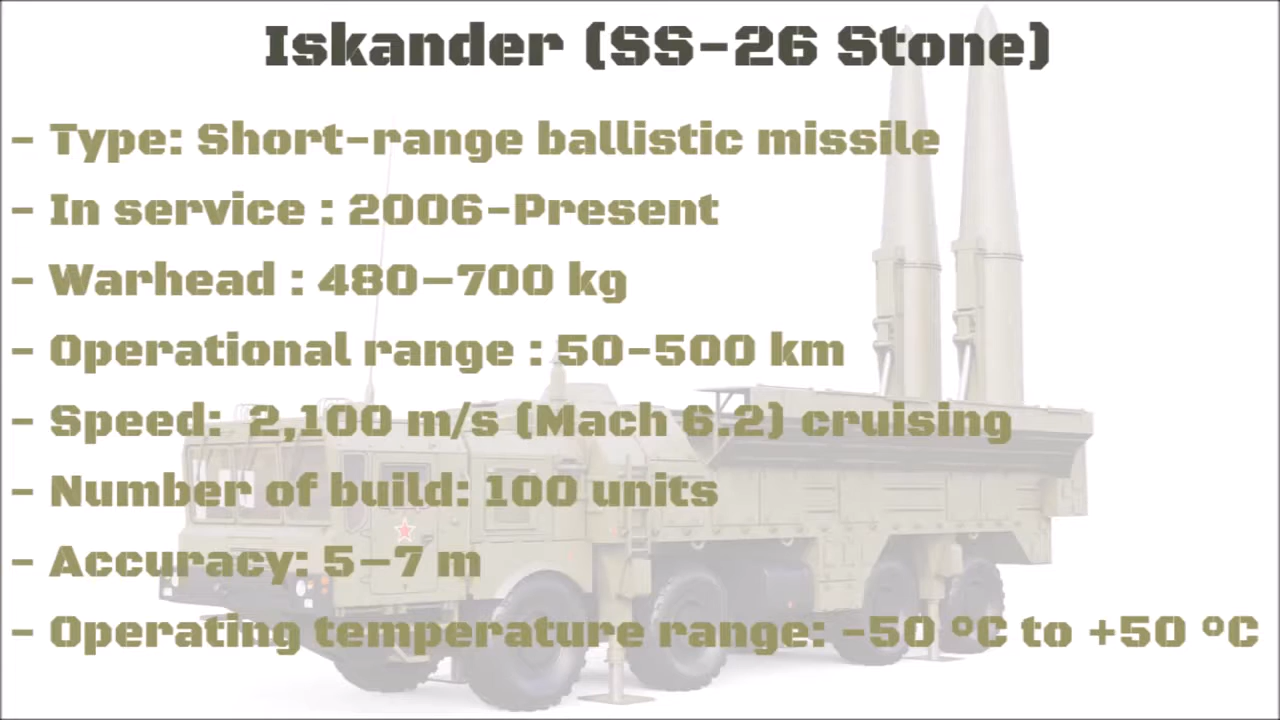 Iskander (SS-26 Stone)
- Type: Short-range ballistic missile
- In service : 2006-Present
- Warhead : 480–700 kg
- Operational range : 50-500 km
- Speed:  2,100 m/s (Mach 6.2) cruising
- Number of build: 100 units
- Accuracy: 5–7 m
- Operating temperature range: -50 ºC to +50 ºC